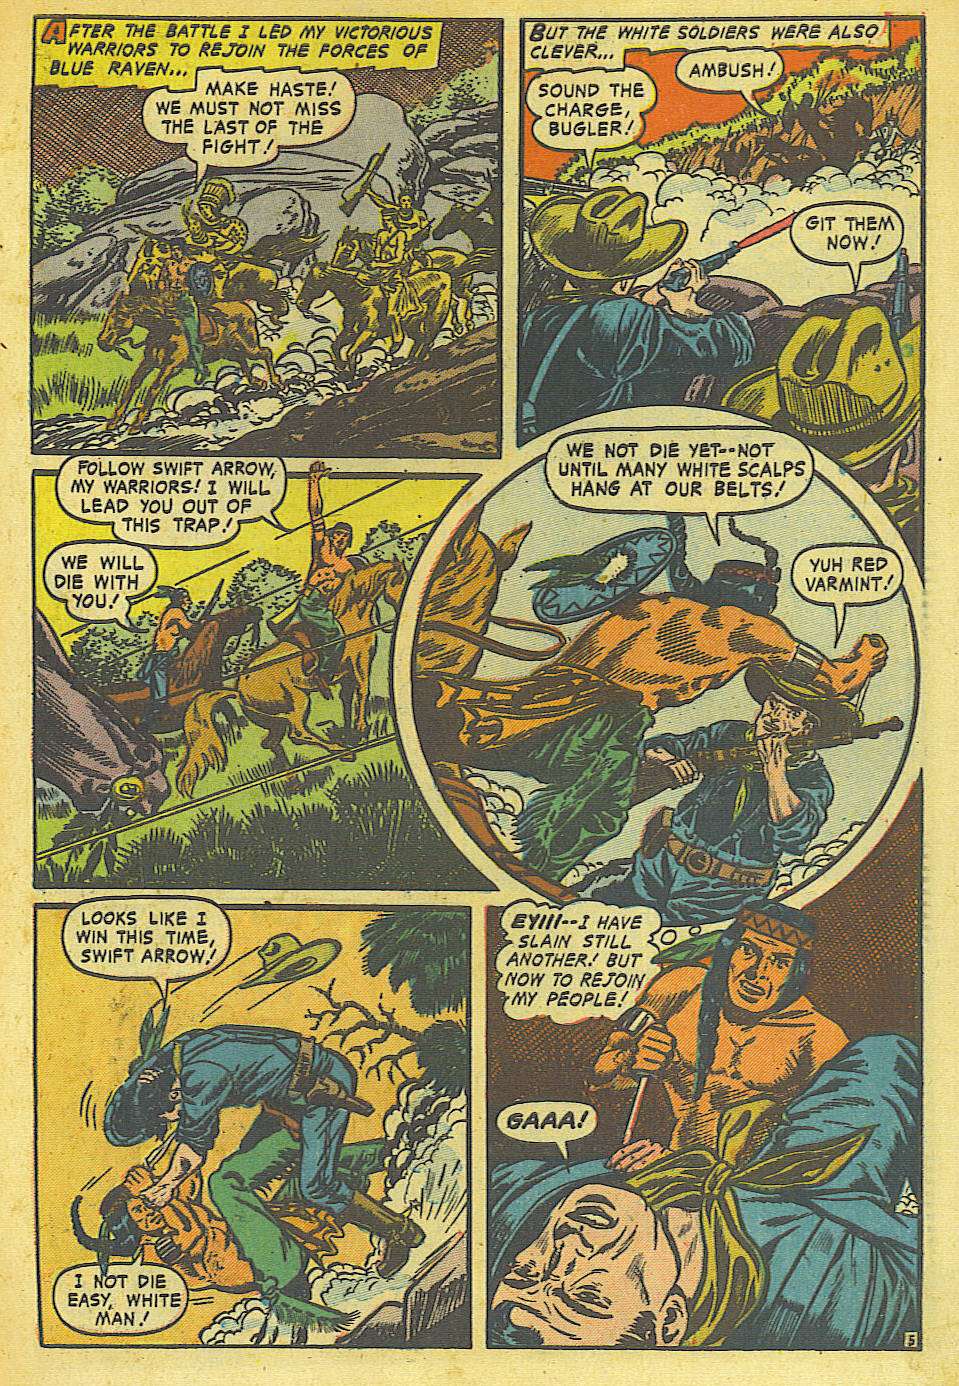 AFTER THE BATTLE I LED MY VICTORIOUS
WARRIORS TO REJOIN THE FORCES OF
BLUE RAVEN...
MAKE HASTE!
WE MUST NOT MISS
THE LAST OF THE
FIGHT!
BUT THE WHITE SOLDIERS WERE ALSO
CLEVER...
SOUND THE
CHARGE,
BUGLER!
AMBUSH!
GIT THEM
NOW!
FOLLOW SWIFT ARROW,
MY WARRIORS! I WILL
LEAD YOU OUT OF
THIS TRAP!
WE WILL
DIE WITH
YOU!
WE NOT DIE YET--NOT
UNTIL MANY WHITE SCALPS
HANG AT OUR BELTS!
YUH RED
VARMINT!
LOOKS LIKE I
WIN THIS TIME,
SWIFT ARROW!
I NOT DIE
EASY, WHITE
MAN!
EYIII--I HAVE
SLAIN STILL
ANOTHER! BUT
NOW TO REJOIN
MY PEOPLE!
GAAA!
5